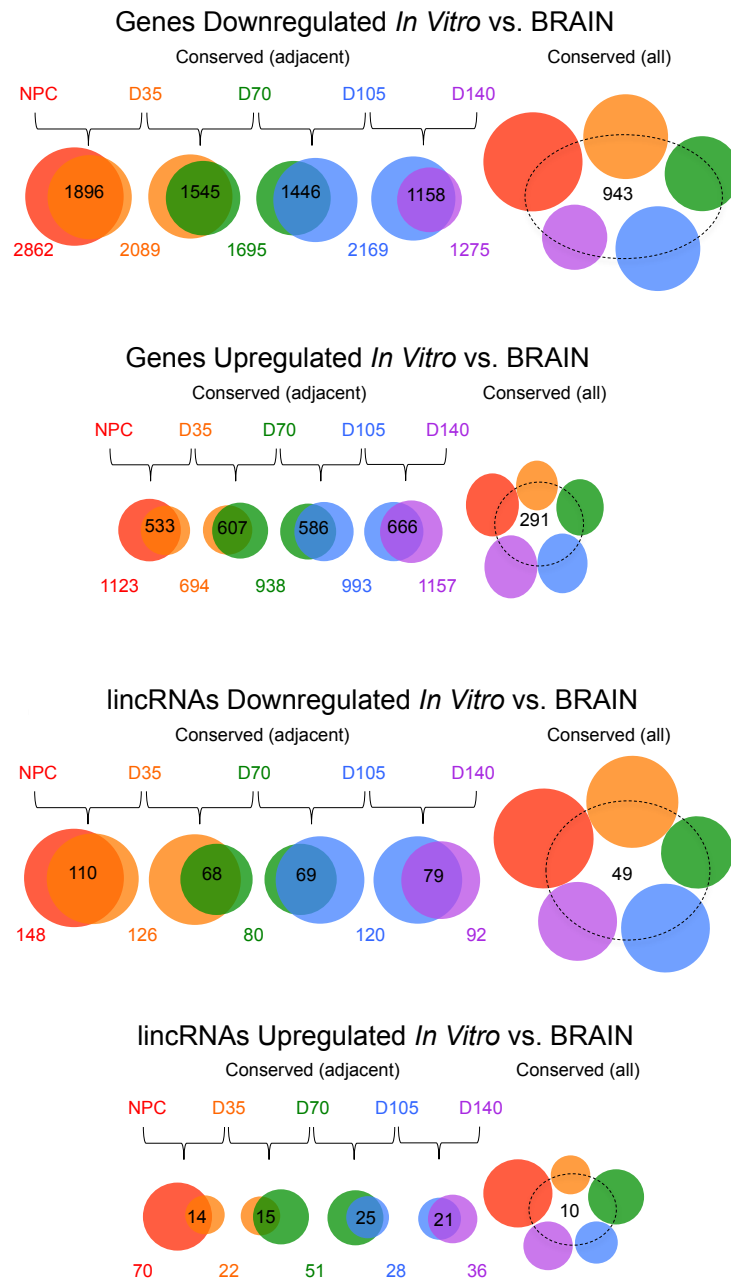 Genes Downregulated In Vitro vs. BRAIN
Conserved (adjacent) Conserved (all)
NPC D35 D70 D105 D140
1896 1545 1446 1158 943
2862 2089 1695 2169 1275
Genes Upregulated In Vitro vs. BRAIN
Conserved (adjacent) Conserved (all)
NPC D35 D70 D105 D140
533 607 586 666 291
1123 694 938 993 1157
lincRNAs Downregulated In Vitro vs. BRAIN
Conserved (adjacent) Conserved (all)
NPC D35 D70 D105 D140
110 68 69 79 49
148 126 80 120 92
lincRNAs Upregulated In Vitro vs. BRAIN
Conserved (adjacent) Conserved (all)
NPC D35 D70 D105 D140
14 15 25 21 10
70 22 51 28 36